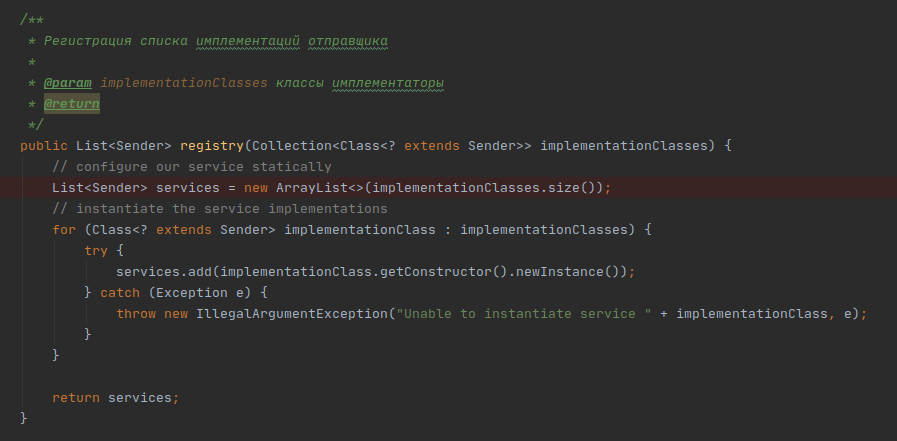 /**
 * Регистрация списка имплементаций отправщика
 *
 * @param implementationClasses классы имплементаторы
 * @return
 */
public List<Sender> registry(Collection<Class<? extends Sender>> implementationClasses) {
    // configure our service statically
    List<Sender> services = new ArrayList<>(implementationClasses.size());
    // instantiate the service implementations
    for (Class<? extends Sender> implementationClass : implementationClasses) {
        try {
            services.add(implementationClass.getConstructor().newInstance());
        } catch (Exception e) {
            throw new IllegalArgumentException("Unable to instantiate service " + implementationClass, e);
        }
    }

    return services;
}